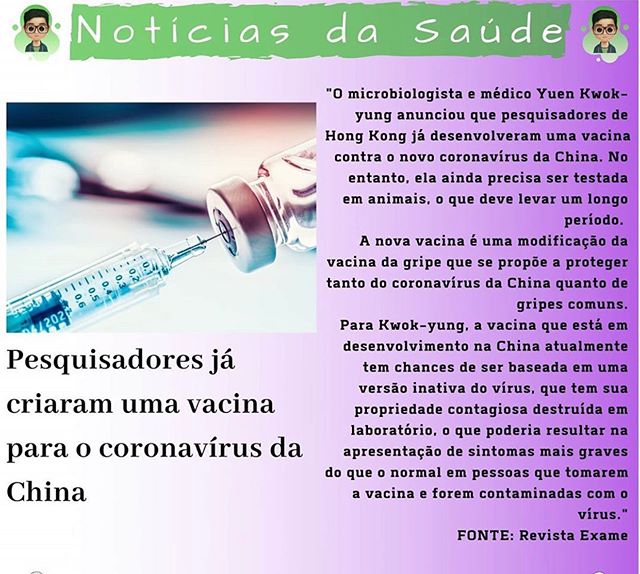 Notícias da Saúde
"O microbiologista e médico Yuen Kwok-
yung anunciou que pesquisadores de
Hong Kong já desenvolveram uma vacina
contra o novo coronavírus da China. No
entanto, ela ainda precisa ser testada
em animais, o que deve levar um longo
período.
A nova vacina é uma modificação da
vacina da gripe que se propõe a proteger
tanto do coronavírus da China quanto de
gripes comuns.
Para Kwok-yung, a vacina que está em
desenvolvimento na China atualmente
tem chances de ser baseada em uma
versão inativa do vírus, que tem sua
propriedade contagiosa destruída em
laboratório, o que poderia resultar na
apresentação de sintomas mais graves
do que o normal em pessoas que tomarem
a vacina e forem contaminadas com o
vírus."
FONTE: Revista Exame
Pesquisadores já
criaram uma vacina
para o coronavírus da
China